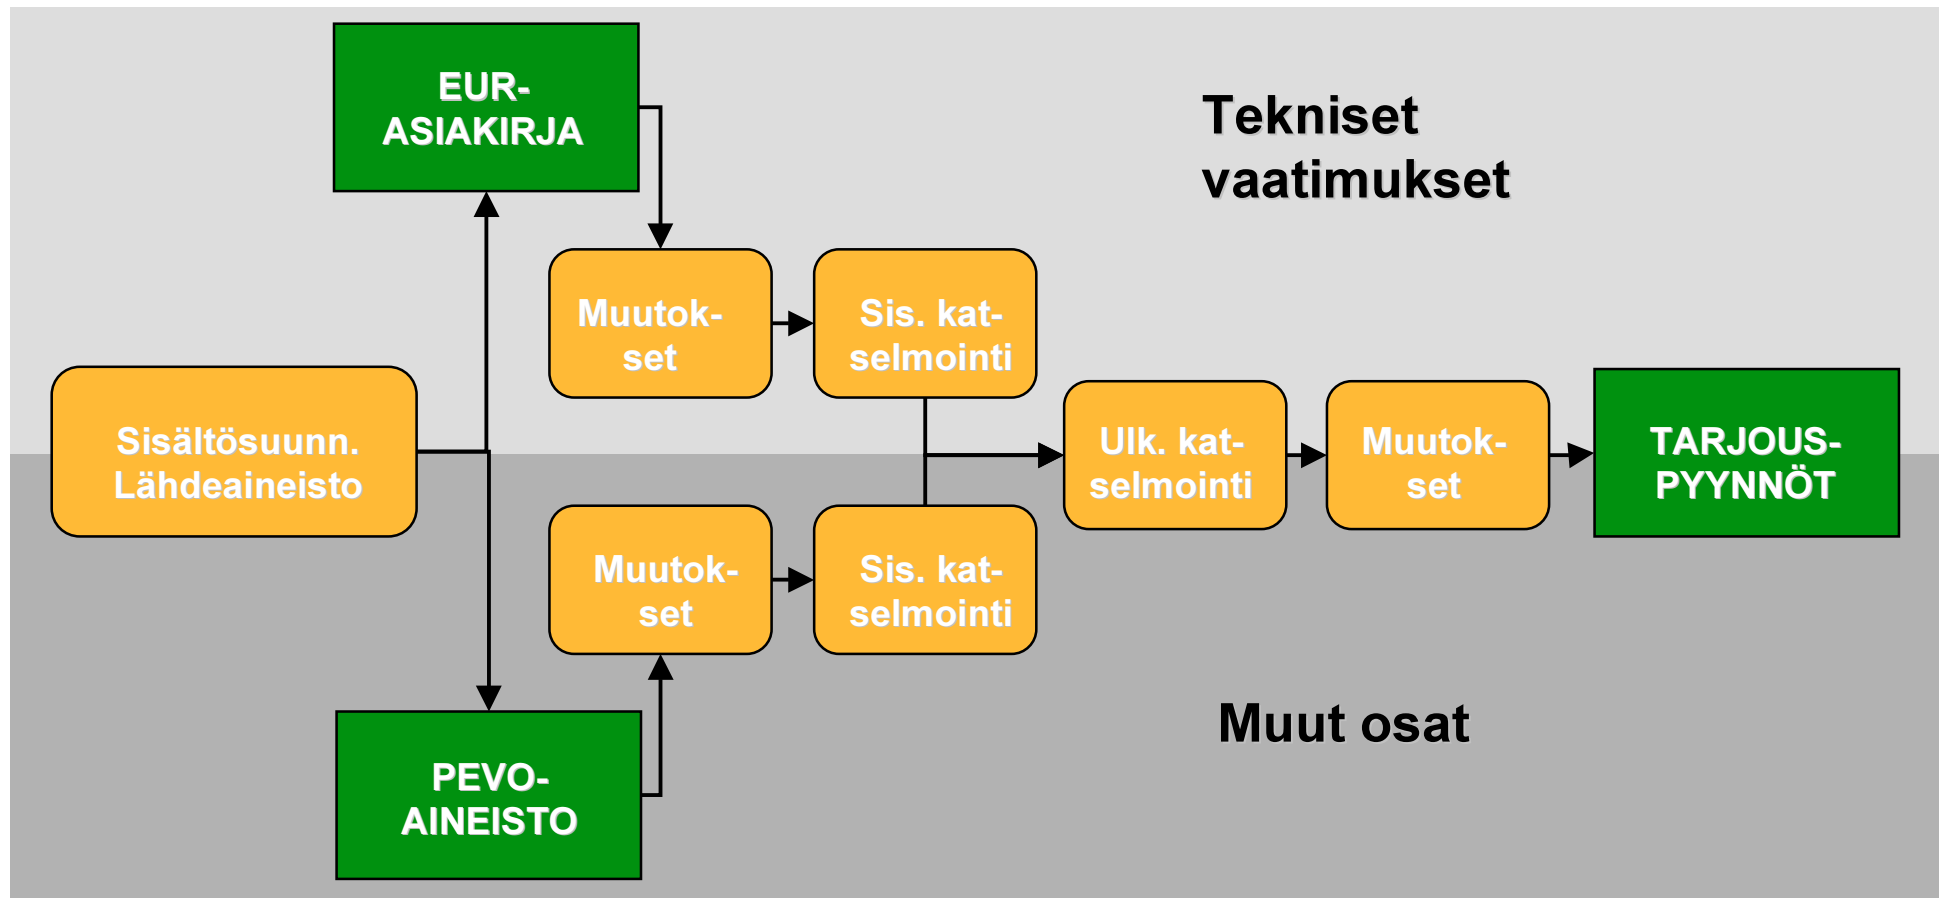 EUR-
ASIAKIRJA
Tekniset
vaatimukset
Muutok-
set
Sis. kat-
selmointi
Sisältösuunn.
Lähdeaineisto
Ulk. kat-
selmointi
Muutok-
set
TARJOUS-
PYYNNÖT
Muutok-
set
Sis. kat-
selmointi
Muut osat
PEVO-
AINEISTO